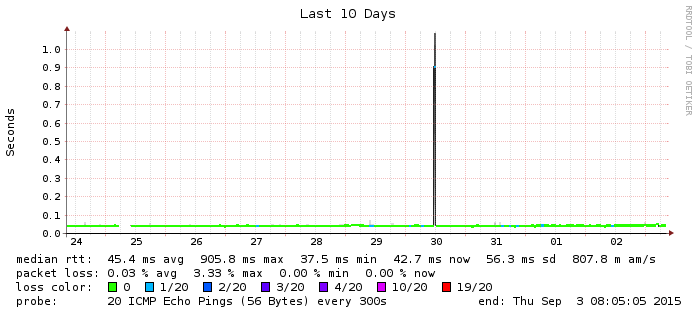 Last 10 Days
RRDTOOL / TOBI OETIKER
Seconds
1.0
0.9
0.8
0.7
0.6
0.5
0.4
0.3
0.2
0.1
0.0
24 25 26 27 28 29 30 31 01 02
median rtt: 45.4 ms avg 905.8 ms max 37.5 ms min 42.7 ms now 56.3 ms sd 807.8 m am/s
packet loss: 0.03 % avg 3.33 % max 0.00 % min 0.00 % now
loss color: 0 1/20 2/20 3/20 4/20 10/20 19/20
probe: 20 ICMP Echo Pings (56 Bytes) every 300s end: Thu Sep 3 08:05:05 2015